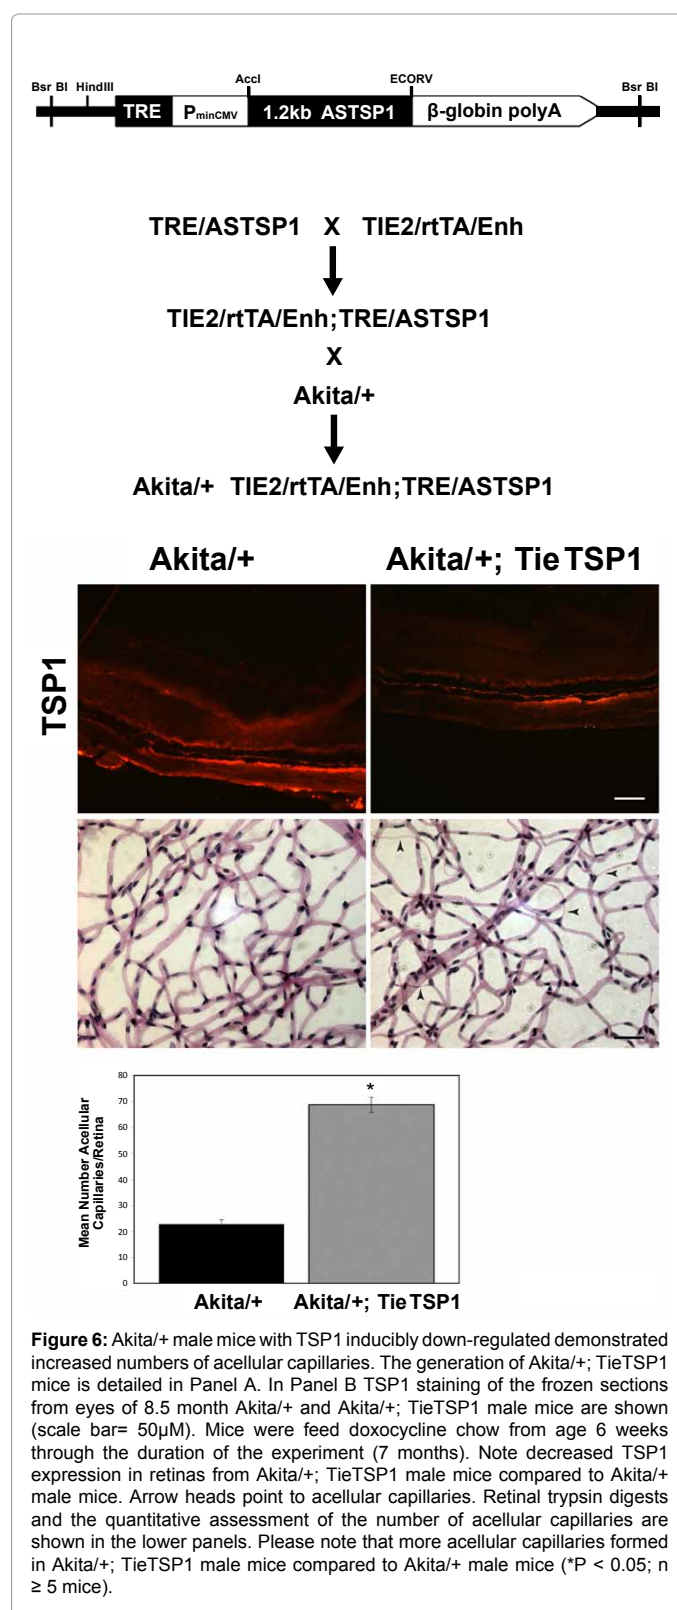 AccI ECORV
Bsr BI HindIII Bsr BI
TRE PminCMV 1.2kb ASTSP1 β-globin polyA
TRE/ASTSP1 X TIE2/rtTA/Enh
TIE2/rtTA/Enh;TRE/ASTSP1
X
Akita/+
Akita/+ TIE2/rtTA/Enh;TRE/ASTSP1
Akita/+ Akita/+; TieTSP1
TSP1
Mean Number Acellular
Capillaries/Retina
80
70
60
50
40
30
20
10
0
*
Akita/+ Akita/+; TieTSP1
Figure 6: Akita/+ male mice with TSP1 inducibly down-regulated demonstrated
increased numbers of acellular capillaries. The generation of Akita/+; TieTSP1
mice is detailed in Panel A. In Panel B TSP1 staining of the frozen sections
from eyes of 8.5 month Akita/+ and Akita/+; TieTSP1 male mice are shown
(scale bar= 50μM). Mice were feed doxocycline chow from age 6 weeks
through the duration of the experiment (7 months). Note decreased TSP1
expression in retinas from Akita/+; TieTSP1 male mice compared to Akita/+
male mice. Arrow heads point to acellular capillaries. Retinal trypsin digests
and the quantitative assessment of the number of acellular capillaries are
shown in the lower panels. Please note that more acellular capillaries formed
in Akita/+; TieTSP1 male mice compared to Akita/+ male mice (*P < 0.05; n
≥ 5 mice).